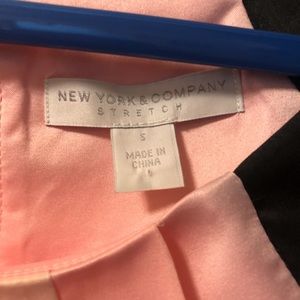 NEW YORK & COMPANY
STRETCH
S
MADE IN
CHINA